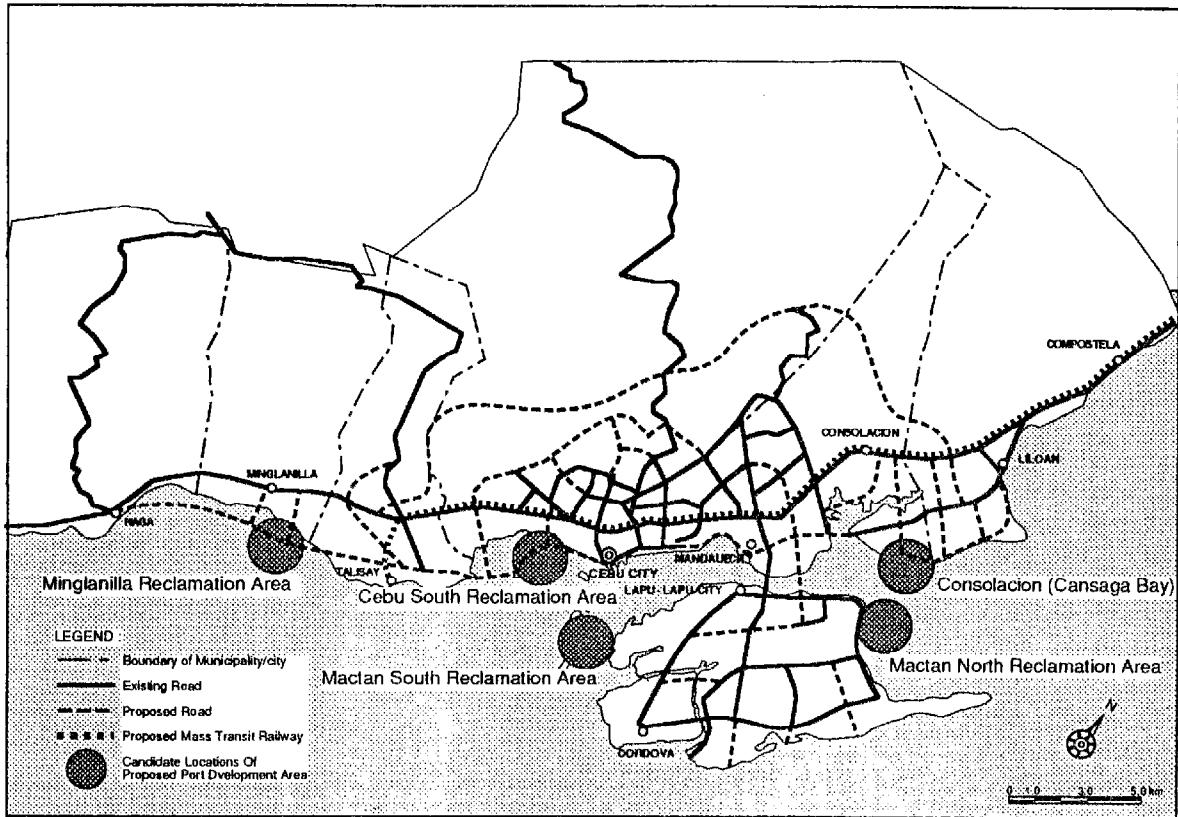 COMPOSTELA
CONSOLACION
LILOAN
MINGLANILLA
NAGA
TALISAY
CEBU CITY
MANDAUE
LAPU-LAPU CITY
Minglanilla Reclamation Area
Cebu South Reclamation Area
Consolacion (Cansaga Bay)
Mactan South Reclamation Area
Mactan North Reclamation Area
CORDOVA
LEGEND
Boundary of Municipality/city
Existing Road
Proposed Road
Proposed Mass Transit Railway
Candidate Locations Of
Proposed Port Dvelopment Area
N
0 1.0 3.0 5.0 km